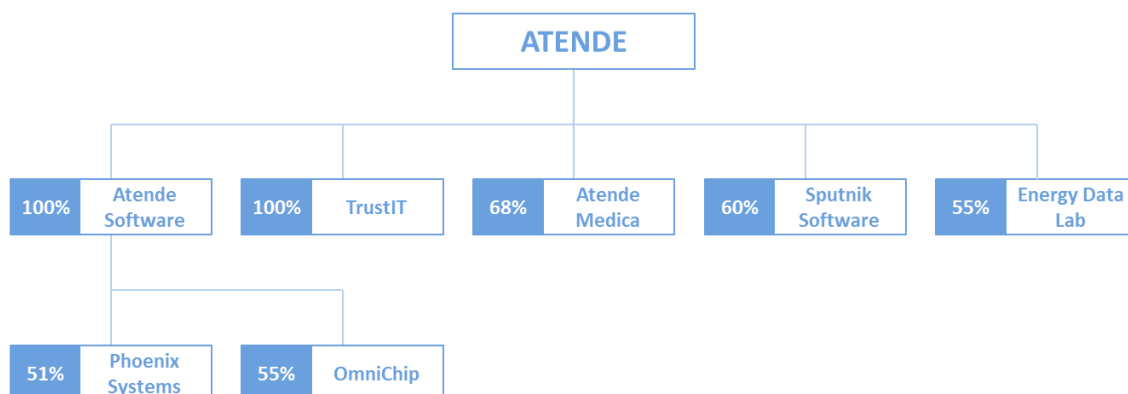 ATENDE
100%
Atende
Software
100%
TrustIT
68%
Atende
Medica
60%
Sputnik
Software
55%
Energy Data
Lab
51%
Phoenix
Systems
55%
OmniChip